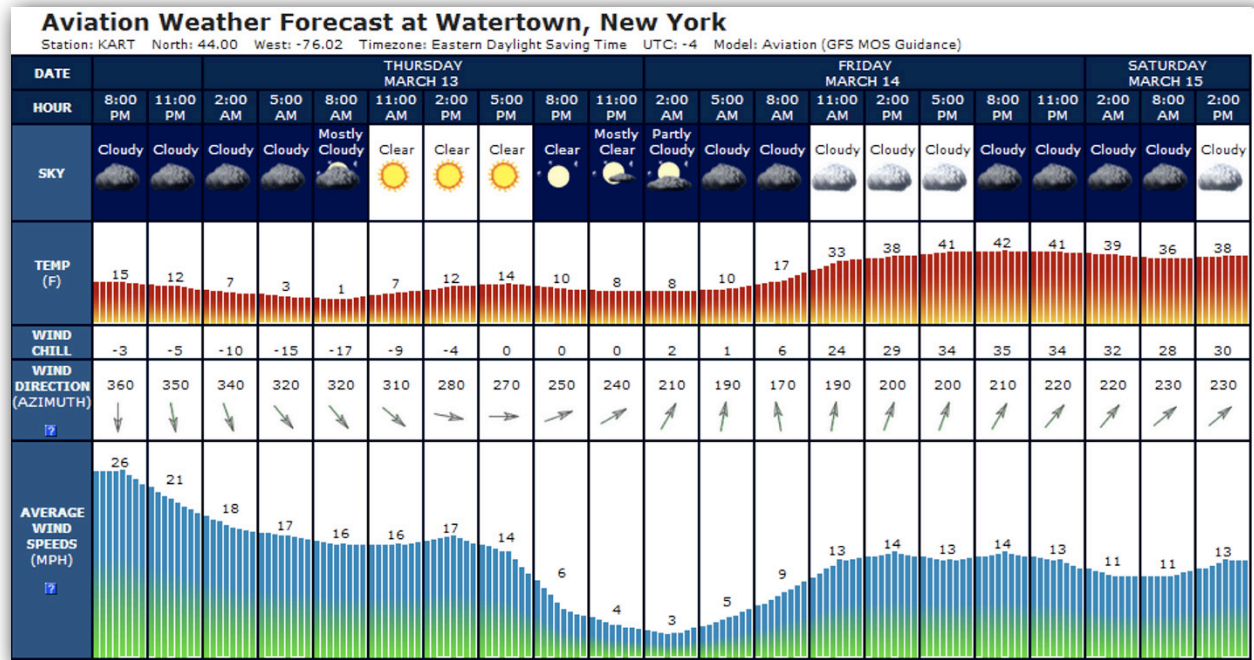 Aviation Weather Forecast at Watertown, New York
Station: KART North: 44.00 West: -76.02 Timezone: Eastern Daylight Saving Time UTC: -4 Model: Aviation (GFS MOS Guidance)
DATE THURSDAY MARCH 13 FRIDAY MARCH 14 SATURDAY MARCH 15
HOUR 8:00 PM 11:00 PM 2:00 AM 5:00 AM 8:00 AM 11:00 AM 2:00 PM 5:00 PM 8:00 PM 11:00 PM 2:00 AM 5:00 AM 8:00 AM 11:00 AM 2:00 PM 5:00 PM 8:00 PM 11:00 PM 2:00 AM 8:00 AM 2:00 PM
SKY Cloudy Cloudy Cloudy Cloudy Mostly Cloudy Clear Clear Clear Clear Mostly Clear Partly Cloudy Cloudy Cloudy Cloudy Cloudy Cloudy Cloudy Cloudy Cloudy Cloudy Cloudy
TEMP (F) 15 12 7 3 1 7 12 14 10 8 8 10 17 33 38 41 42 41 39 36 38
WIND CHILL -3 -5 -10 -15 -17 -9 -4 0 0 0 2 1 6 24 29 34 35 34 32 28 30
WIND DIRECTION (AZIMUTH) ? 360 350 340 320 320 310 280 270 250 240 210 190 170 190 200 200 210 220 220 230 230
AVERAGE WIND SPEEDS (MPH) ? 26 21 18 17 16 16 17 14 6 4 3 5 9 13 14 13 14 13 11 11 13